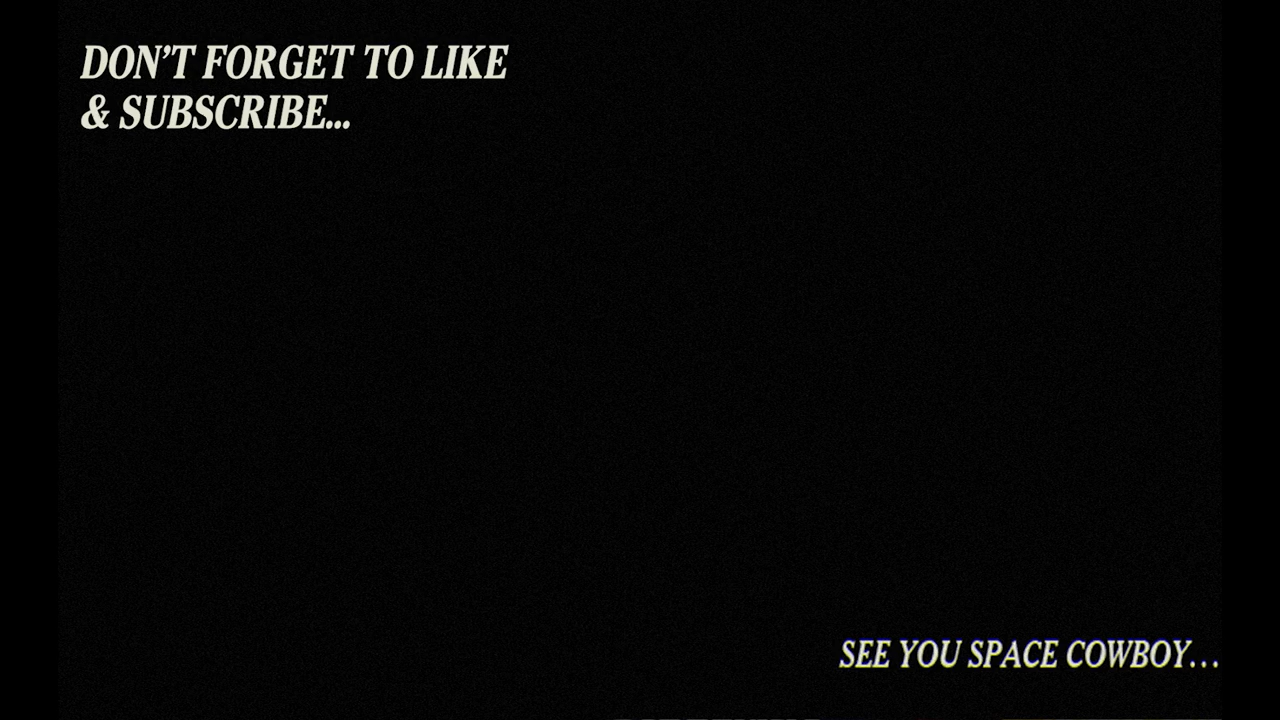 DON’T FORGET TO LIKE
& SUBSCRIBE...
SEE YOU SPACE COWBOY...